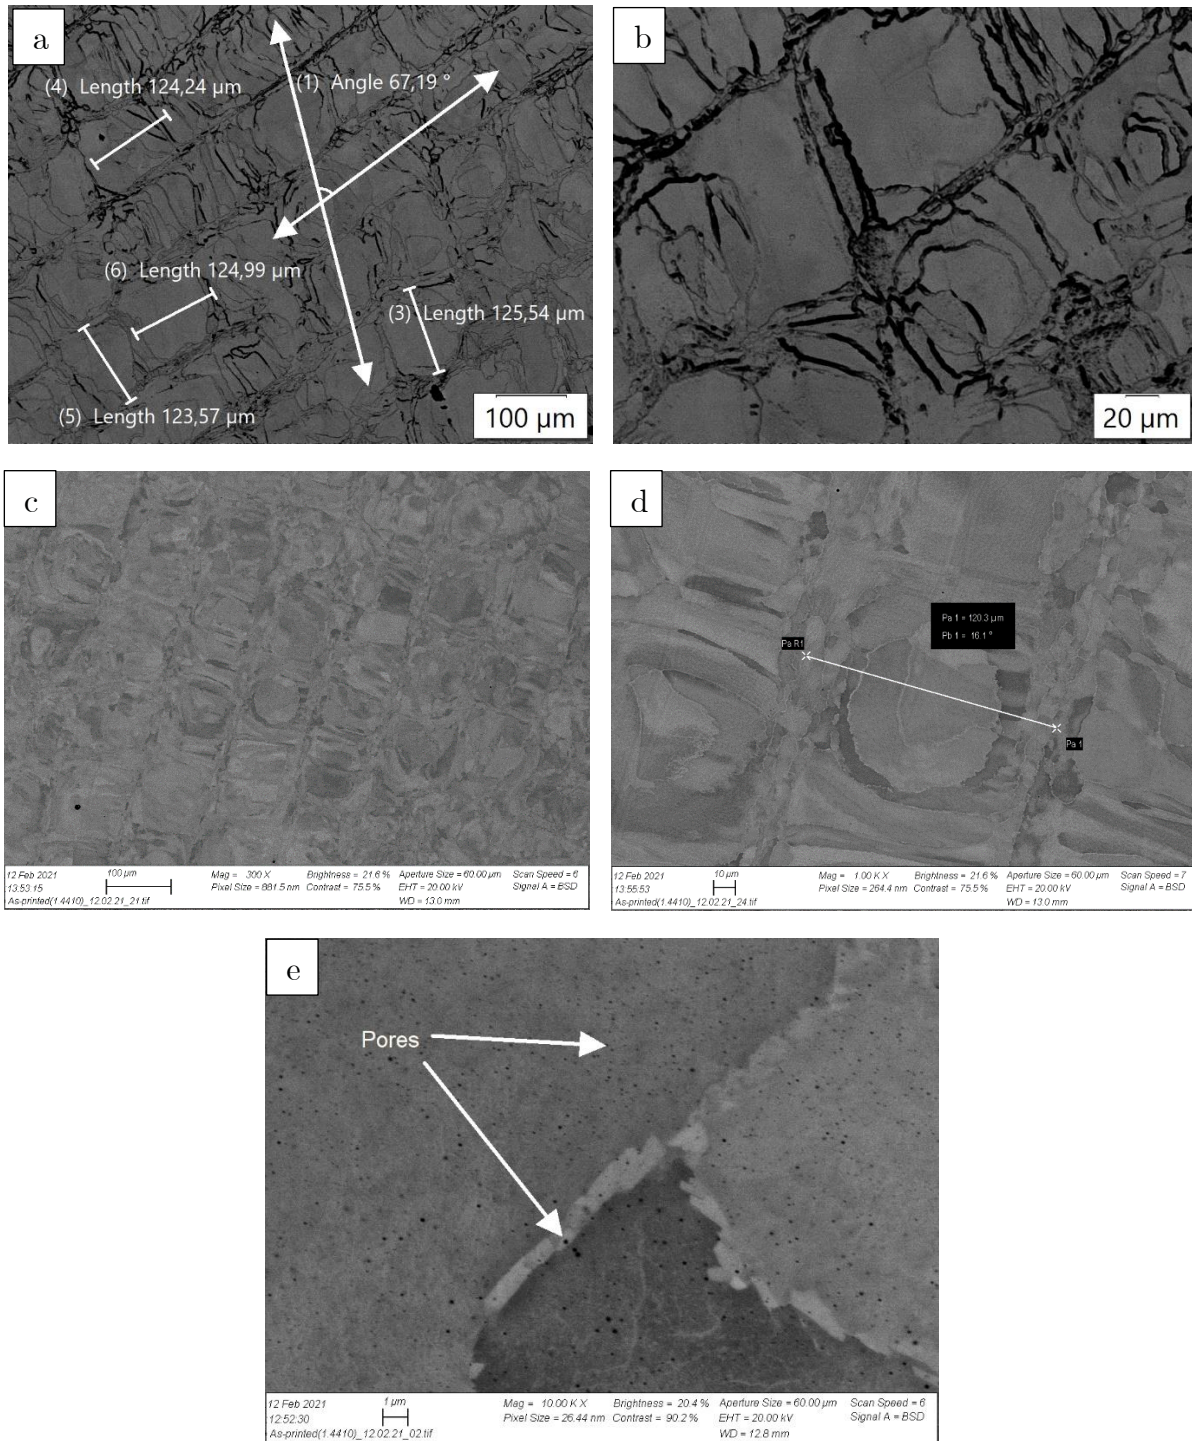 a
(4) Length 124,24 µm
(1) Angle 67,19 °
(6) Length 124,99 µm
(3) Length 125,54 µm
(5) Length 123,57 µm
100 µm
b
20 µm
c
12 Feb 2021
13:53:15
As-printed(1.4410)_12.02.21_21.tif
100 µm
Mag = 300 X
Pixel Size = 881.5 nm
Brightness = 21.6 %
Contrast = 75.5 %
Aperture Size = 60.00 µm
EHT = 20.00 kV
WD = 13.0 mm
Scan Speed = 6
Signal A = BSD
d
Pa 1 = 120.3 µm
Pb 1 = 16.1 °
Pa R1
Pa 1
12 Feb 2021
13:55:53
As-printed(1.4410)_12.02.21_24.tif
10 µm
Mag = 1.00 K X
Pixel Size = 264.4 nm
Brightness = 21.6 %
Contrast = 75.5 %
Aperture Size = 60.00 µm
EHT = 20.00 kV
WD = 13.0 mm
Scan Speed = 7
Signal A = BSD
e
Pores
12 Feb 2021
12:52:30
As-printed(1.4410)_12.02.21_02.tif
1 µm
Mag = 10.00 K X
Pixel Size = 26.44 nm
Brightness = 20.4 %
Contrast = 90.2 %
Aperture Size = 60.00 µm
EHT = 20.00 kV
WD = 12.8 mm
Scan Speed = 6
Signal A = BSD